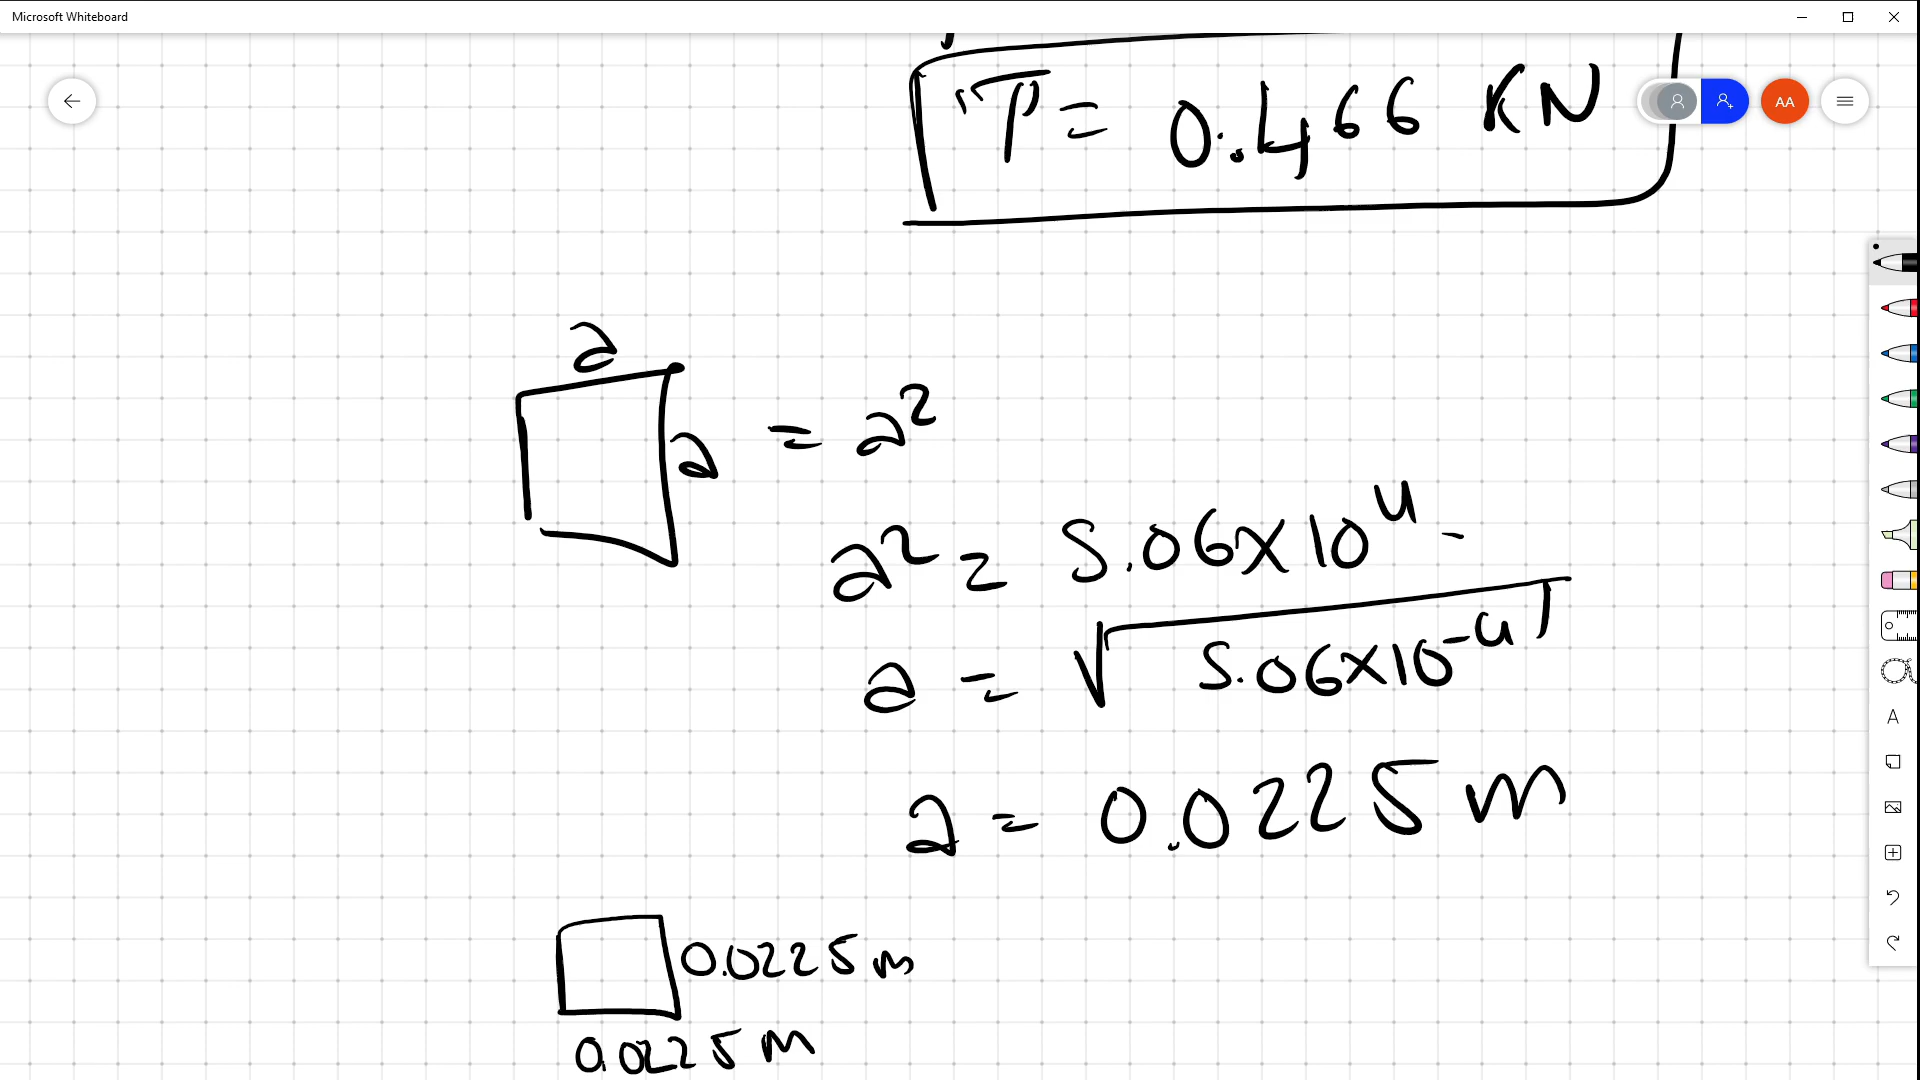 Microsoft Whiteboard
T = 0.466 KN
AA
a
a = a²
a² = 5.06x10⁴ -
a = √5.06x10⁻⁴
a = 0.0225 m
0.0225 m
0.0225 m
A